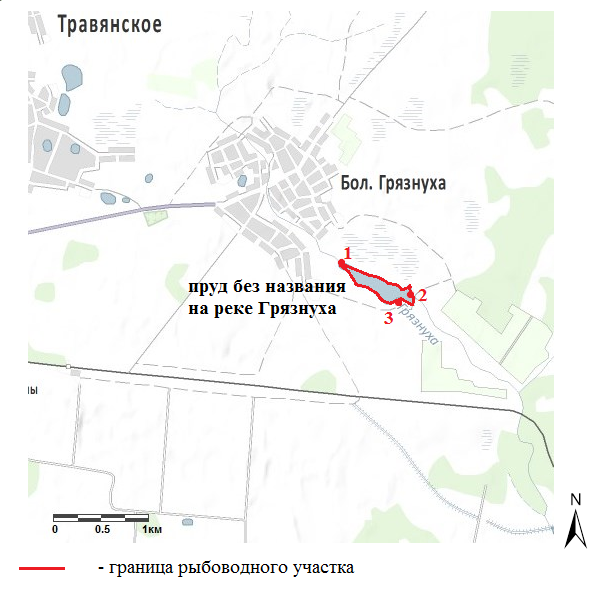 Травянское
Бол. Грязнуха
1
пруд без названия
на реке Грязнуха
2
3
Грязнуха
ны
N
0 0.5 1км
- граница рыбоводного участка